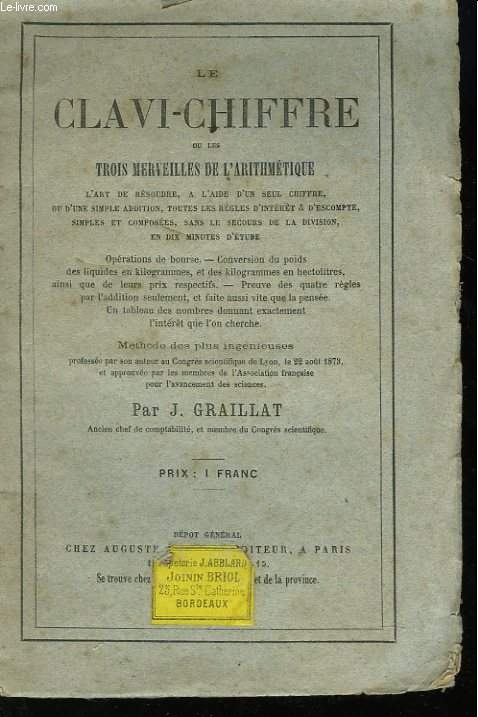 Le-livre.com
LE
CLAVI-CHIFFRE
OU LES
TROIS MERVEILLES DE L'ARITHMÉTIQUE
L'ART DE RÉSOUDRE, A L'AIDE D'UN SEUL CHIFFRE,
OU D'UNE SIMPLE ADDITION, TOUTES LES RÈGLES D'INTÉRÊT & D'ESCOMPTE,
SIMPLES ET COMPOSÉES, SANS LE SECOURS DE LA DIVISION,
EN DIX MINUTES D'ÉTUDE
Opérations de bourse. — Conversion du poids
des liquides en kilogrammes, et des kilogrammes en hectolitres,
ainsi que de leurs prix respectifs. — Preuve des quatre règles
par l'addition seulement, et faite aussi vite que la pensée.
Un tableau des nombres donnant exactement
l'intérêt que l'on cherche.
Méthode des plus ingénieuses
professée par son auteur au Congrès scientifique de Lyon, le 22 août 1873,
et approuvée par les membres de l'Association française
pour l'avancement des sciences.
Par J. GRAILLAT
Ancien chef de comptabilité, et membre du Congrès scientifique.
PRIX : 1 FRANC
DÉPOT GÉNÉRAL
CHEZ AUGUSTE ÉDITEUR, A PARIS
Papeterie J. ABBLARD 15.
Se trouve chez et de la province.
JOININ BRIOL
25, Rue Ste Catherine
BORDEAUX